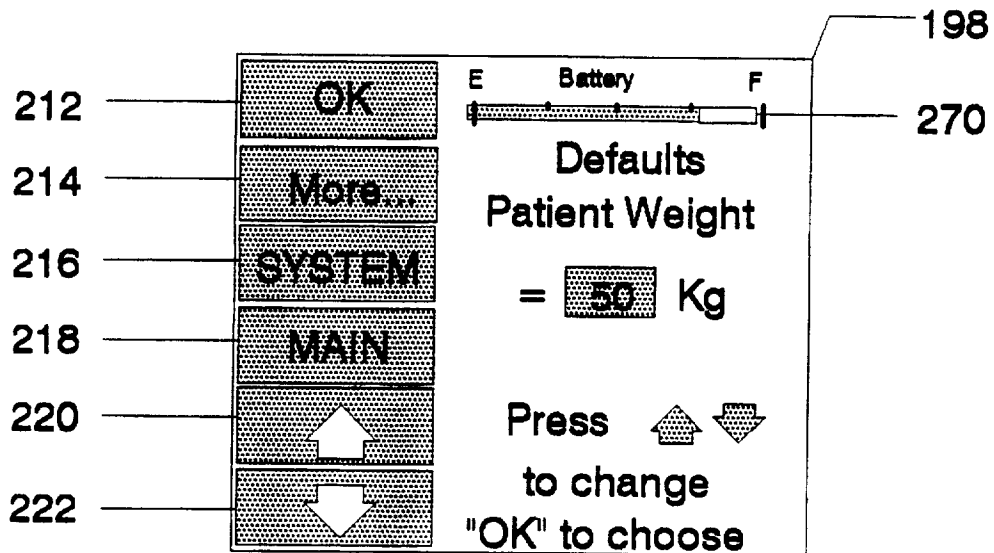 198
212 OK E Battery F 270
214 More... Defaults
Patient Weight
216 SYSTEM = 50 Kg
218 MAIN
220 Press
to change
222 "OK" to choose